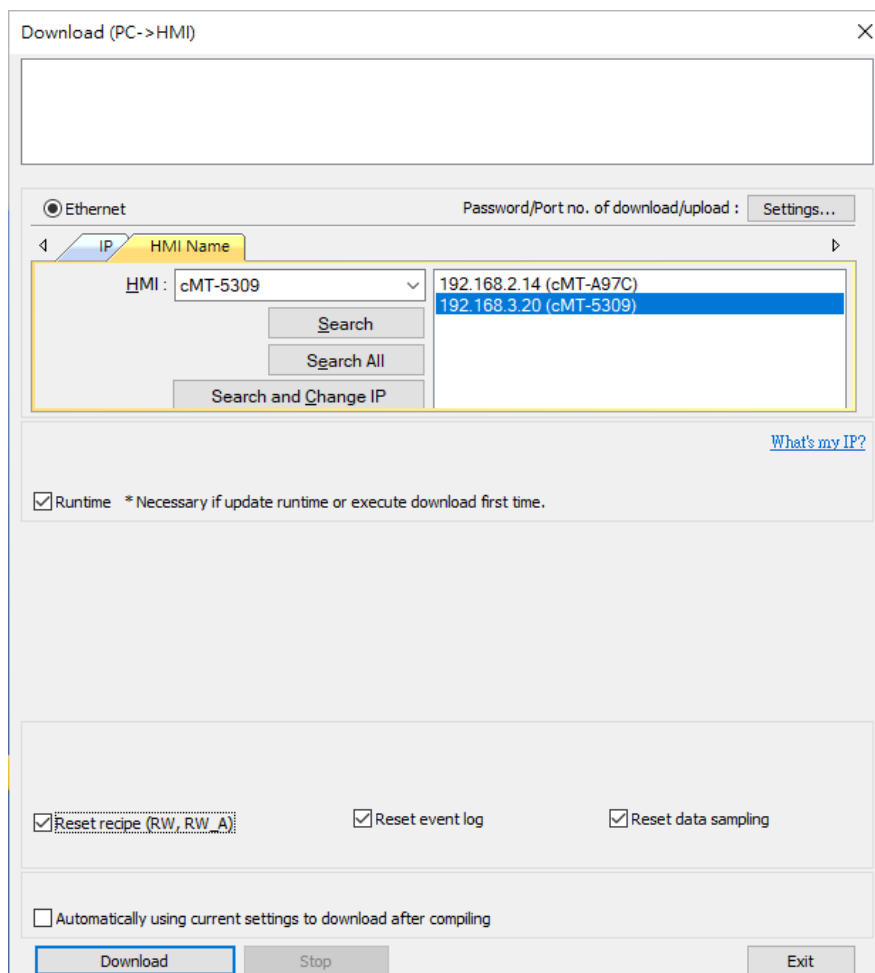 Download (PC->HMI)
Ethernet
Password/Port no. of download/upload :
Settings...
IP
HMI Name
HMI :
cMT-5309
192.168.2.14 (cMT-A97C)
192.168.3.20 (cMT-5309)
Search
Search All
Search and Change IP
What's my IP?
Runtime * Necessary if update runtime or execute download first time.
Reset recipe (RW, RW_A)
Reset event log
Reset data sampling
Automatically using current settings to download after compiling
Download
Stop
Exit